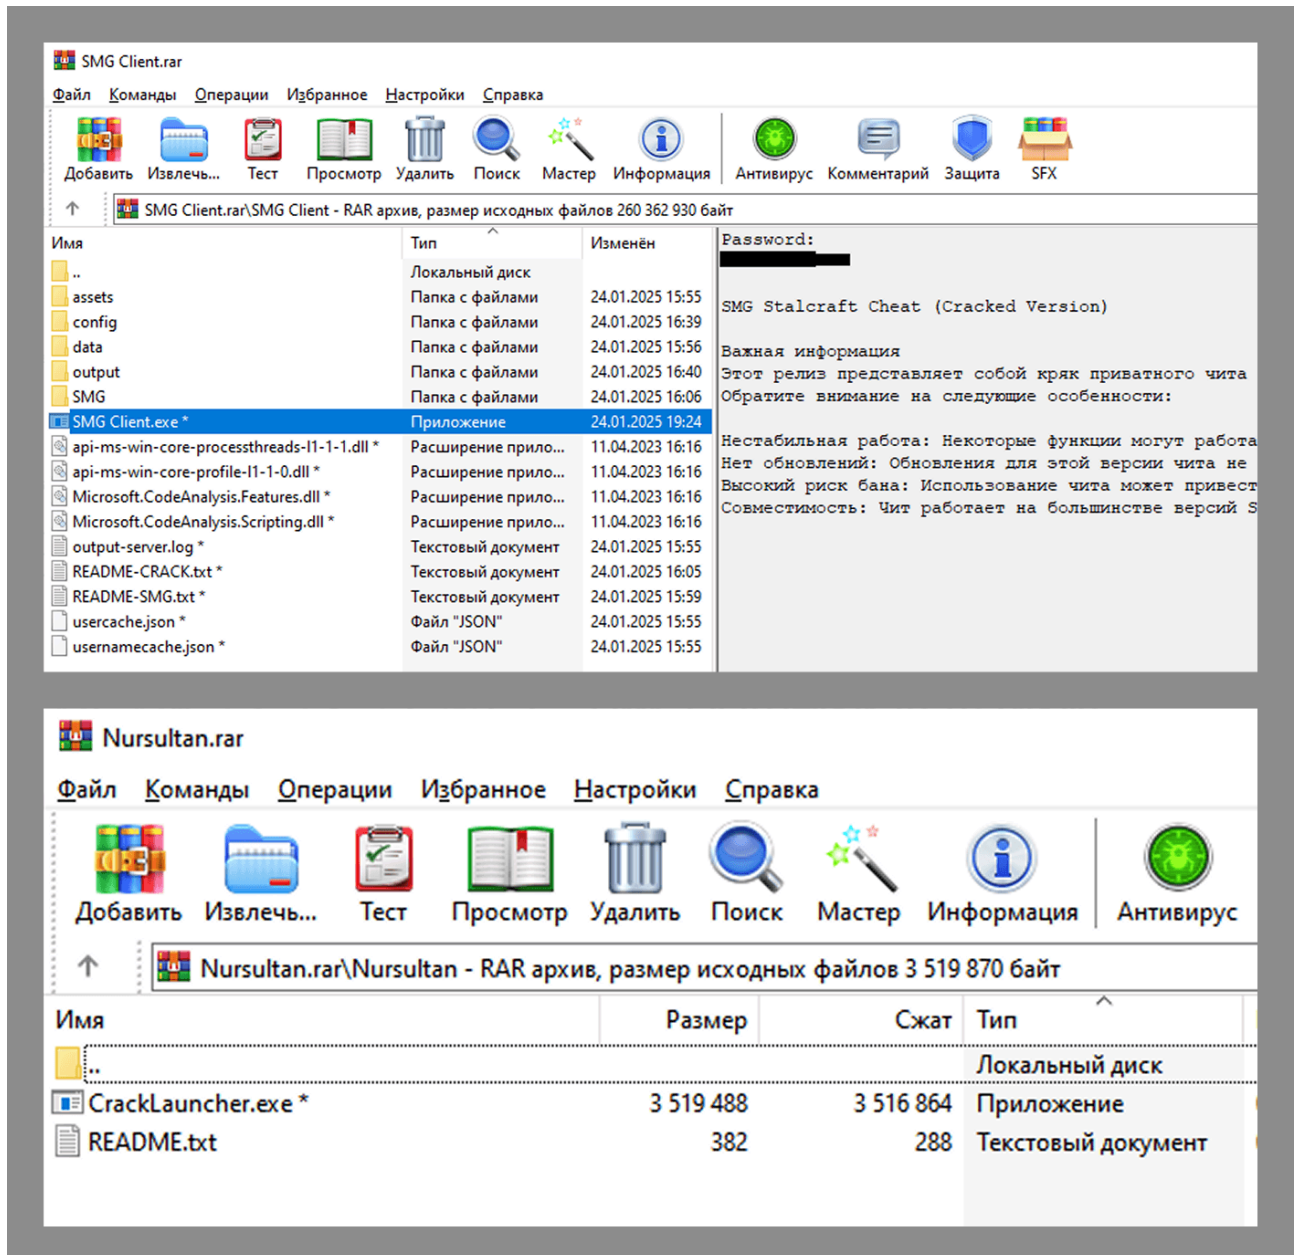 SMG Client.rar
Файл Команды Операции Избранное Настройки Справка
Добавить Извлечь... Тест Просмотр Удалить Поиск Мастер Информация Антивирус Комментарий Защита SFX
SMG Client.rar\SMG Client - RAR архив, размер исходных файлов 260 362 930 байт
Имя Тип Изменён
.. Локальный диск
assets Папка с файлами 24.01.2025 15:55
config Папка с файлами 24.01.2025 16:39
data Папка с файлами 24.01.2025 15:56
output Папка с файлами 24.01.2025 16:40
SMG Папка с файлами 24.01.2025 16:06
SMG Client.exe * Приложение 24.01.2025 19:24
api-ms-win-core-processthreads-l1-1-1.dll * Расширение прило... 11.04.2023 16:16
api-ms-win-core-profile-l1-1-0.dll * Расширение прило... 11.04.2023 16:16
Microsoft.CodeAnalysis.Features.dll * Расширение прило... 11.04.2023 16:16
Microsoft.CodeAnalysis.Scripting.dll * Расширение прило... 11.04.2023 16:16
output-server.log * Текстовый документ 24.01.2025 15:55
README-CRACK.txt * Текстовый документ 24.01.2025 16:05
README-SMG.txt * Текстовый документ 24.01.2025 15:59
usercache.json * Файл "JSON" 24.01.2025 15:55
usernamecache.json * Файл "JSON" 24.01.2025 15:55
Password:
SMG Stalcraft Cheat (Cracked Version)
Важная информация
Этот релиз представляет собой кряк приватного чита
Обратите внимание на следующие особенности:
Нестабильная работа: Некоторые функции могут работа
Нет обновлений: Обновления для этой версии чита не
Высокий риск бана: Использование чита может привест
Совместимость: Чит работает на большинстве версий S
Nursultan.rar
Файл Команды Операции Избранное Настройки Справка
Добавить Извлечь... Тест Просмотр Удалить Поиск Мастер Информация Антивирус
Nursultan.rar\Nursultan - RAR архив, размер исходных файлов 3 519 870 байт
Имя Размер Сжат Тип
.. Локальный диск
CrackLauncher.exe * 3 519 488 3 516 864 Приложение
README.txt 382 288 Текстовый документ